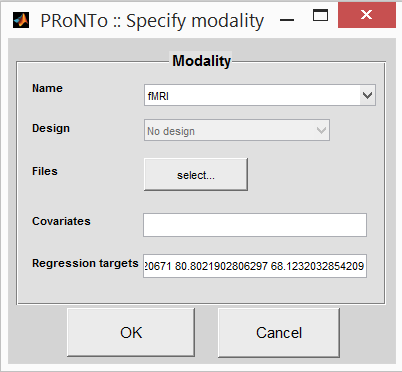 PRoNTo :: Specify modality
Modality
Name
fMRI
Design
No design
Files
select...
Covariates
Regression targets 20671 80.8021902806297 68.1232032854209
OK Cancel